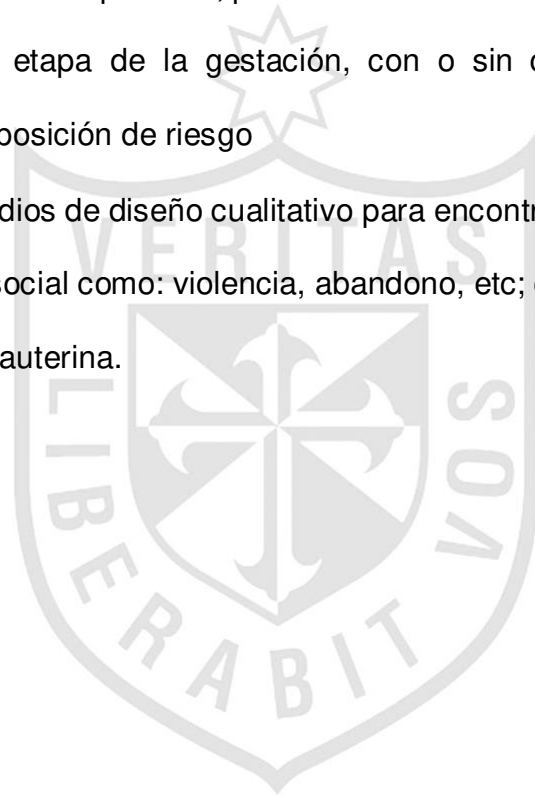 etapa de la gestación, con o sin
posición de riesgo
dios de diseño cualitativo para encontr
social como: violencia, abandono, etc;
auterina.
VERITAS
LIBERABIT VOS